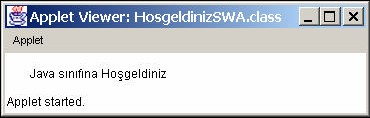 Applet Viewer: HosgeldinizSWA.class
Applet
Java sınıfına Hoşgeldiniz
Applet started.